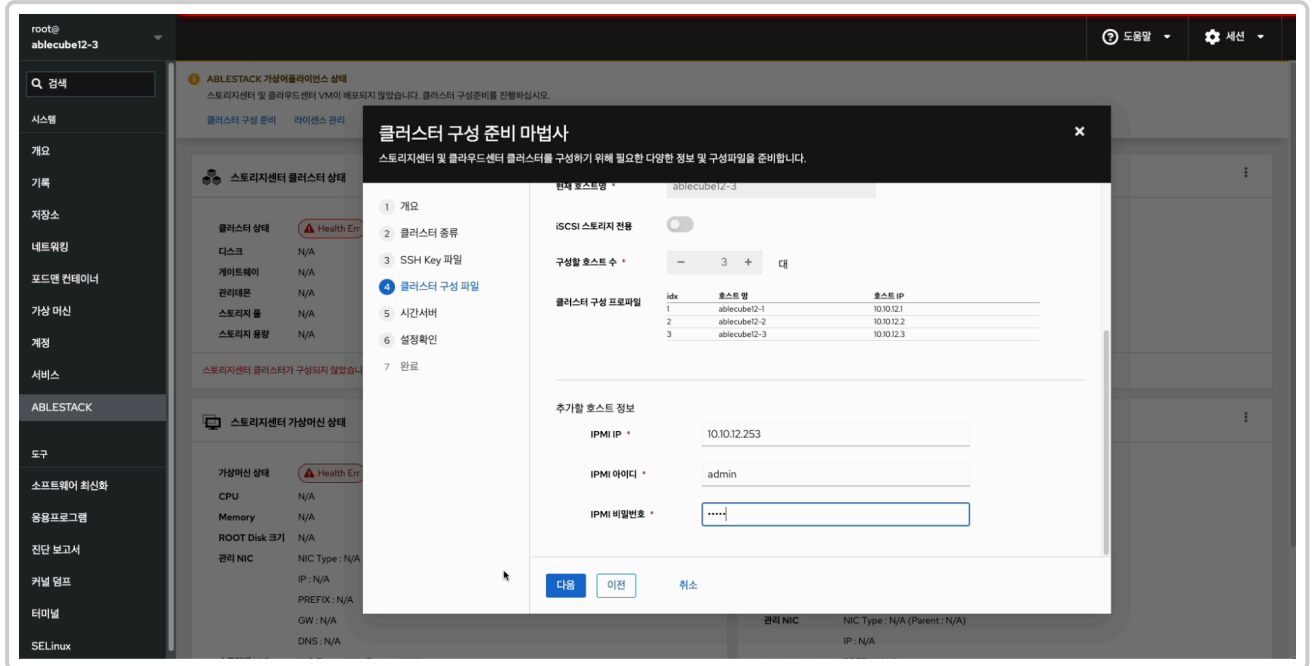 root@
ablecube12-3
도움말
세션
검색
시스템
개요
기록
저장소
네트워킹
포드맨 컨테이너
가상 머신
계정
서비스
ABLESTACK
도구
소프트웨어 최신화
응용프로그램
진단 보고서
커널 덤프
터미널
SELinux
ABLESTACK 가상어플라이언스 상태
스토리지센터 및 클라우드센터 VM이 배포되지 않았습니다. 클러스터 구성준비를 진행하십시오.
클러스터 구성 준비 라이센스 관리
스토리지센터 클러스터 상태
클러스터 상태 Health Err
디스크 N/A
게이트웨이 N/A
관리데몬 N/A
스토리지 풀 N/A
스토리지 용량 N/A
스토리지센터 클러스터가 구성되지 않았습니
스토리지센터 가상머신 상태
가상머신 상태 Health Err
CPU N/A
Memory N/A
ROOT Disk 크기 N/A
관리 NIC NIC Type : N/A
IP : N/A
PREFIX : N/A
GW : N/A
DNS : N/A
클러스터 구성 준비 마법사
스토리지센터 및 클라우드센터 클러스터를 구성하기 위해 필요한 다양한 정보 및 구성파일을 준비합니다.
1 개요
2 클러스터 종류
3 SSH Key 파일
4 클러스터 구성 파일
5 시간서버
6 설정확인
7 완료
현재 호스트명 * ablecube12-3
iSCSI 스토리지 전용
구성할 호스트 수 * − 3 + 대
클러스터 구성 프로파일
idx 호스트 명 호스트 IP
1 ablecube12-1 10.10.12.1
2 ablecube12-2 10.10.12.2
3 ablecube12-3 10.10.12.3
추가할 호스트 정보
IPMI IP * 10.10.12.253
IPMI 아이디 * admin
IPMI 비밀번호 * •••••
다음 이전 취소
관리 NIC NIC Type : N/A (Parent : N/A)
IP : N/A